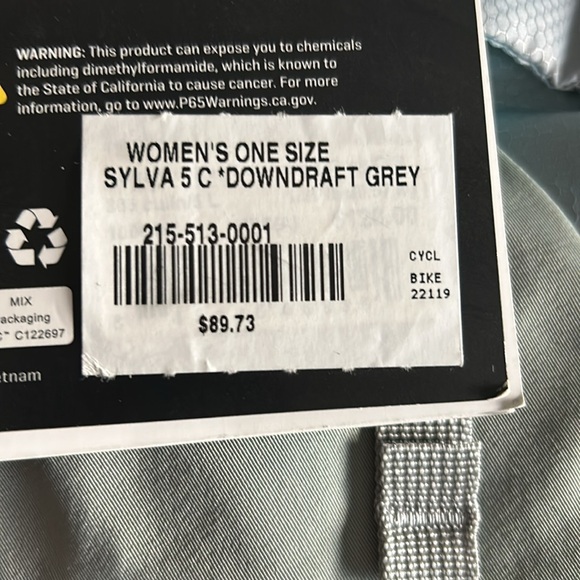 WARNING: This product can expose you to chemicals
including dimethylformamide, which is known to
the State of California to cause cancer. For more
information, go to www.P65Warnings.ca.gov.
WOMEN'S ONE SIZE
SYLVA 5 C *DOWNDRAFT GREY
215-513-0001
CYCL
BIKE
22119
$89.73
MIX
ackaging
C122697
etnam